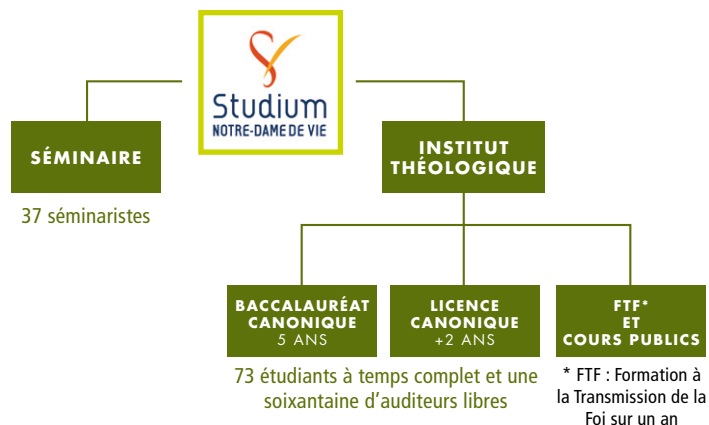 Studium
NOTRE-DAME DE VIE
SÉMINAIRE
37 séminaristes
INSTITUT
THÉOLOGIQUE
BACCALAURÉAT
CANONIQUE
5 ANS
LICENCE
CANONIQUE
+2 ANS
FTF*
ET
COURS PUBLICS
73 étudiants à temps complet et une
soixantaine d’auditeurs libres
* FTF : Formation à
la Transmission de la
Foi sur un an